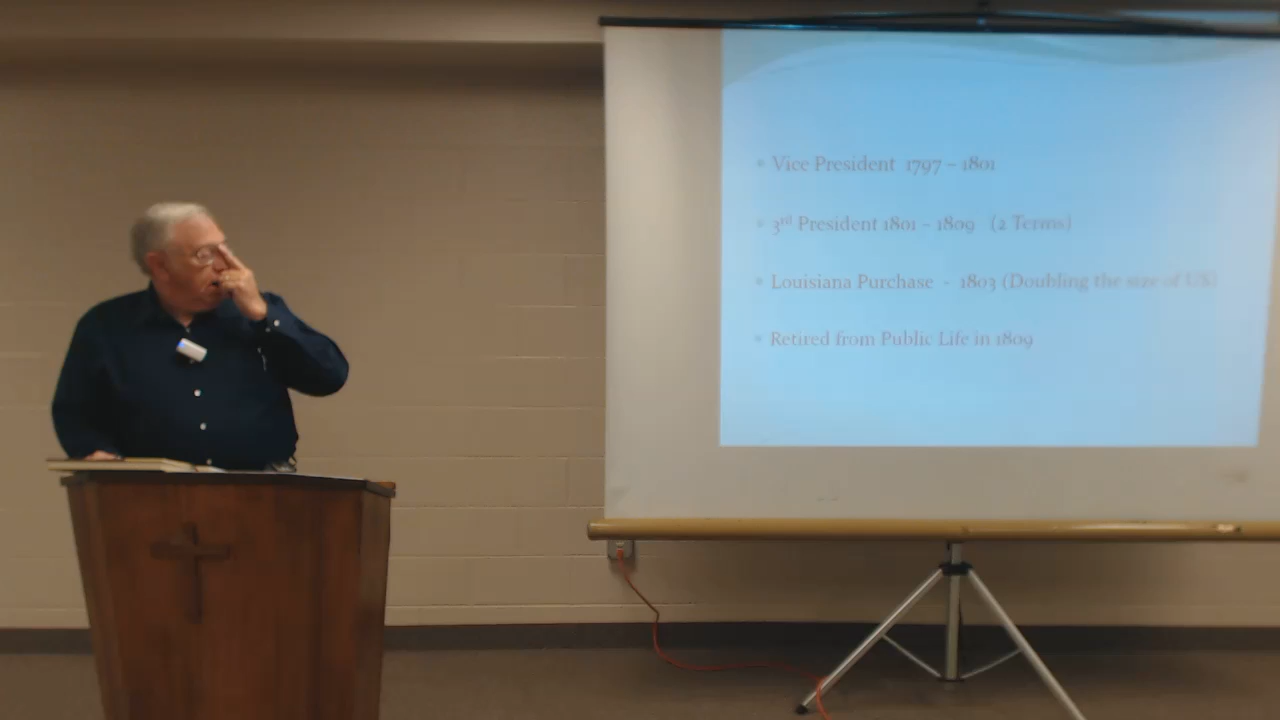 • Vice President 1797 – 1801
• 3rd President 1801 – 1809 (2 Terms)
• Louisiana Purchase - 1803 (Doubling the size of US)
• Retired from Public Life in 1809